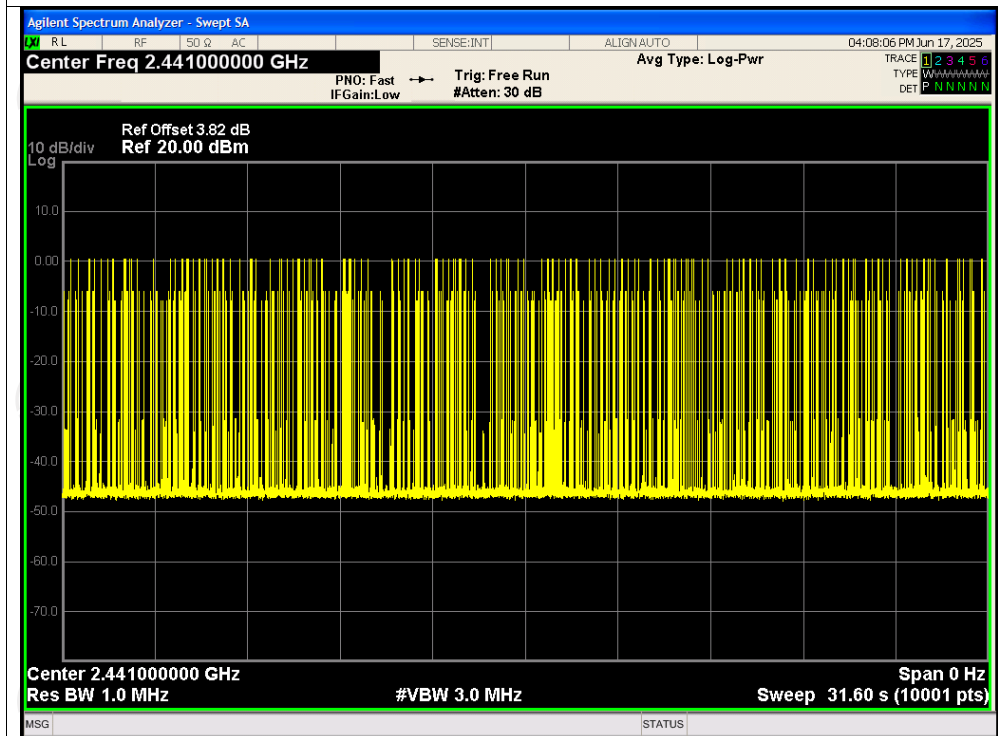 Agilent Spectrum Analyzer - Swept SA
LXI RL RF 50 Ω AC SENSE:INT ALIGN AUTO 04:08:06 PM Jun 17, 2025
Center Freq 2.441000000 GHz Avg Type: Log-Pwr TRACE 1 2 3 4 5 6
PNO: Fast Trig: Free Run TYPE WWWWWW
IFGain:Low #Atten: 30 dB DET P N N N N N
Ref Offset 3.82 dB
10 dB/div Ref 20.00 dBm
Log
10.0
0.00
-10.0
-20.0
-30.0
-40.0
-50.0
-60.0
-70.0
Center 2.441000000 GHz Span 0 Hz
Res BW 1.0 MHz #VBW 3.0 MHz Sweep 31.60 s (10001 pts)
MSG STATUS